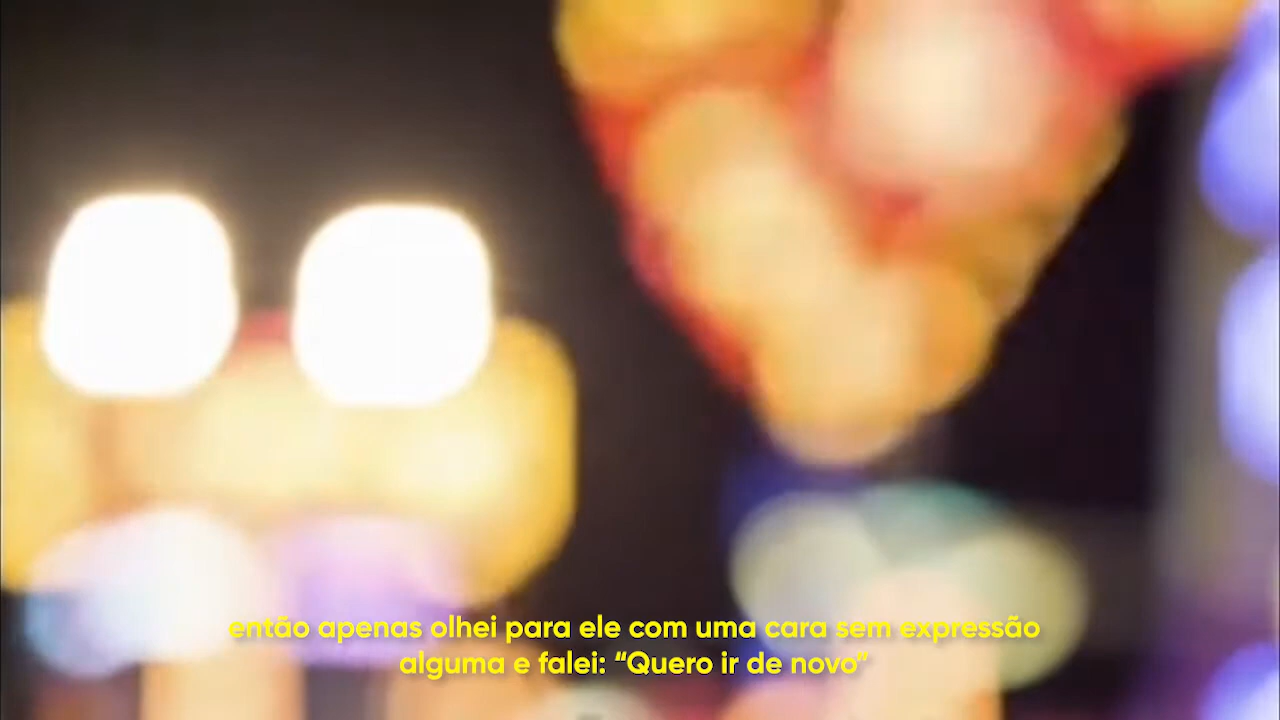 então apenas olhei para ele com uma cara sem expressão
alguma e falei: “Quero ir de novo”